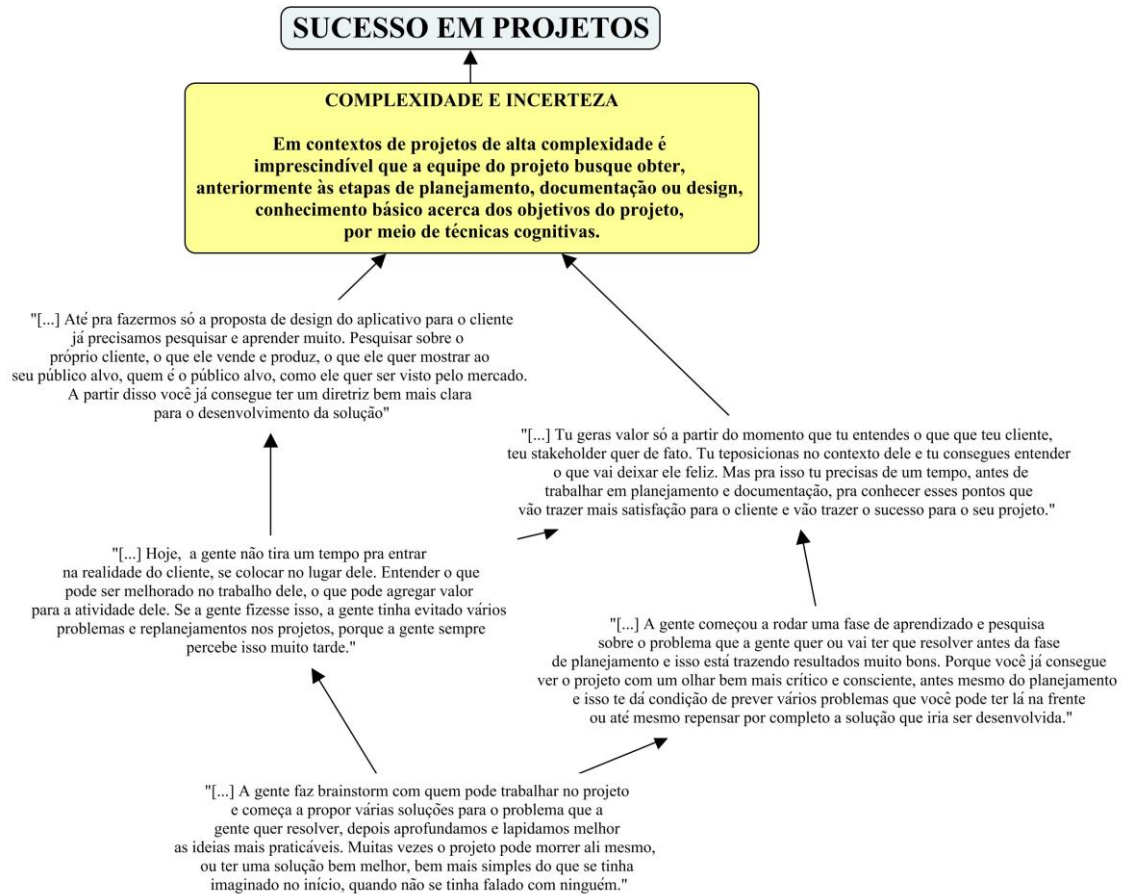 SUCESSO EM PROJETOS
COMPLEXIDADE E INCERTEZA
Em contextos de projetos de alta complexidade é
imprescindível que a equipe do projeto busque obter,
anteriormente às etapas de planejamento, documentação ou design,
conhecimento básico acerca dos objetivos do projeto,
por meio de técnicas cognitivas.
"[...] Até pra fazermos só a proposta de design do aplicativo para o cliente
já precisamos pesquisar e aprender muito. Pesquisar sobre o
próprio cliente, o que ele vende e produz, o que ele quer mostrar ao
seu público alvo, quem é o público alvo, como ele quer ser visto pelo mercado.
A partir disso você já consegue ter um diretriz bem mais clara
para o desenvolvimento da solução"
"[...] Tu geras valor só a partir do momento que tu entendes o que que teu cliente,
teu stakeholder quer de fato. Tu teposicionas no contexto dele e tu consegues entender
o que vai deixar ele feliz. Mas pra isso tu precisas de um tempo, antes de
trabalhar em planejamento e documentação, pra conhecer esses pontos que
vão trazer mais satisfação para o cliente e vão trazer o sucesso para o seu projeto."
"[...] Hoje, a gente não tira um tempo pra entrar
na realidade do cliente, se colocar no lugar dele. Entender o que
pode ser melhorado no trabalho dele, o que pode agregar valor
para a atividade dele. Se a gente fizesse isso, a gente tinha evitado vários
problemas e replanejamentos nos projetos, porque a gente sempre
percebe isso muito tarde."
"[...] A gente começou a rodar uma fase de aprendizado e pesquisa
sobre o problema que a gente quer ou vai ter que resolver antes da fase
de planejamento e isso está trazendo resultados muito bons. Porque você já consegue
ver o projeto com um olhar bem mais crítico e consciente, antes mesmo do planejamento
e isso te dá condição de prever vários problemas que você pode ter lá na frente
ou até mesmo repensar por completo a solução que iria ser desenvolvida."
"[...] A gente faz brainstorm com quem pode trabalhar no projeto
e começa a propor várias soluções para o problema que a
gente quer resolver, depois aprofundamos e lapidamos melhor
as ideias mais praticáveis. Muitas vezes o projeto pode morrer ali mesmo,
ou ter uma solução bem melhor, bem mais simples do que se tinha
imaginado no início, quando não se tinha falado com ninguém."